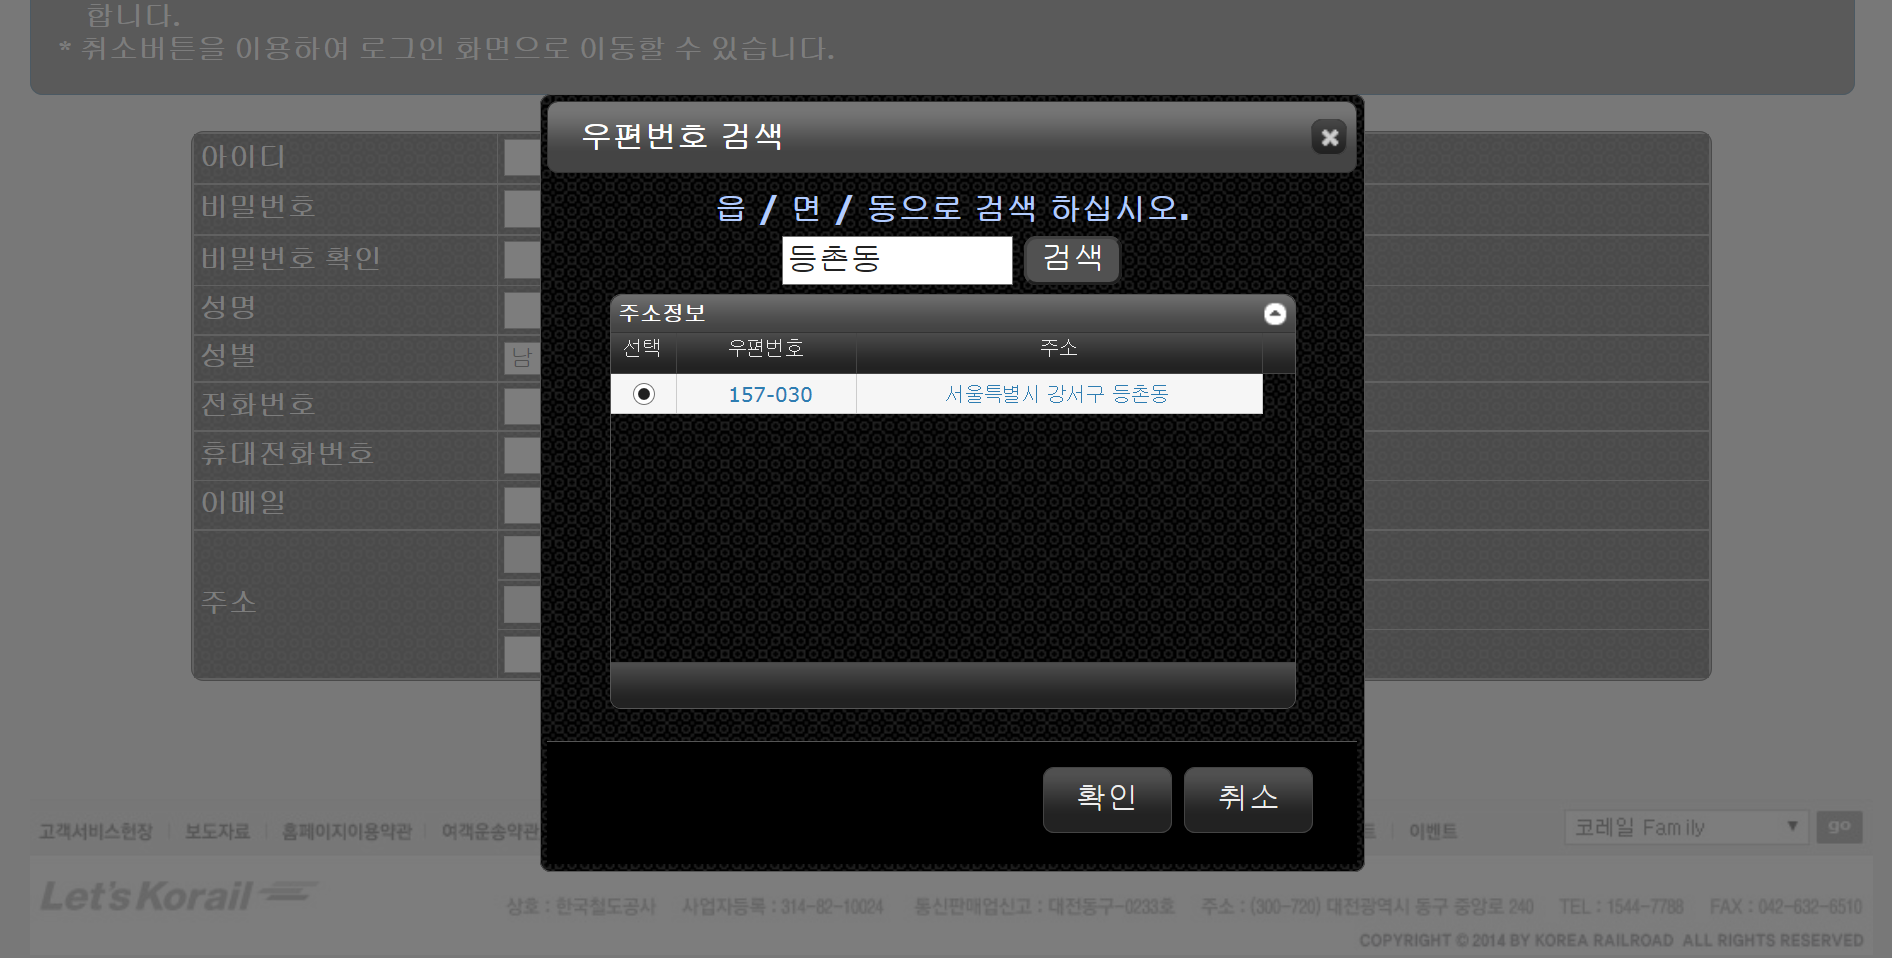 합니다.
* 취소버튼을 이용하여 로그인 화면으로 이동할 수 있습니다.
우편번호 검색
읍 / 면 / 동으로 검색 하십시오.
등촌동 검색
주소정보
선택 우편번호 주소
157-030 서울특별시 강서구 등촌동
아이디
비밀번호
비밀번호 확인
성명
성별 남
전화번호
휴대전화번호
이메일
주소
확인 취소
고객서비스헌장 보도자료 홈페이지이용약관 여객운송약관 이벤트 코레일 Family go
Let's Korail
상호 : 한국철도공사 사업자등록 : 314-82-10024 통신판매업신고 : 대전동구-0233호 주소 : (300-720) 대전광역시 동구 중앙로 240 TEL : 1544-7788 FAX : 042-632-6510
COPYRIGHT © 2014 BY KOREA RAILROAD ALL RIGHTS RESERVED